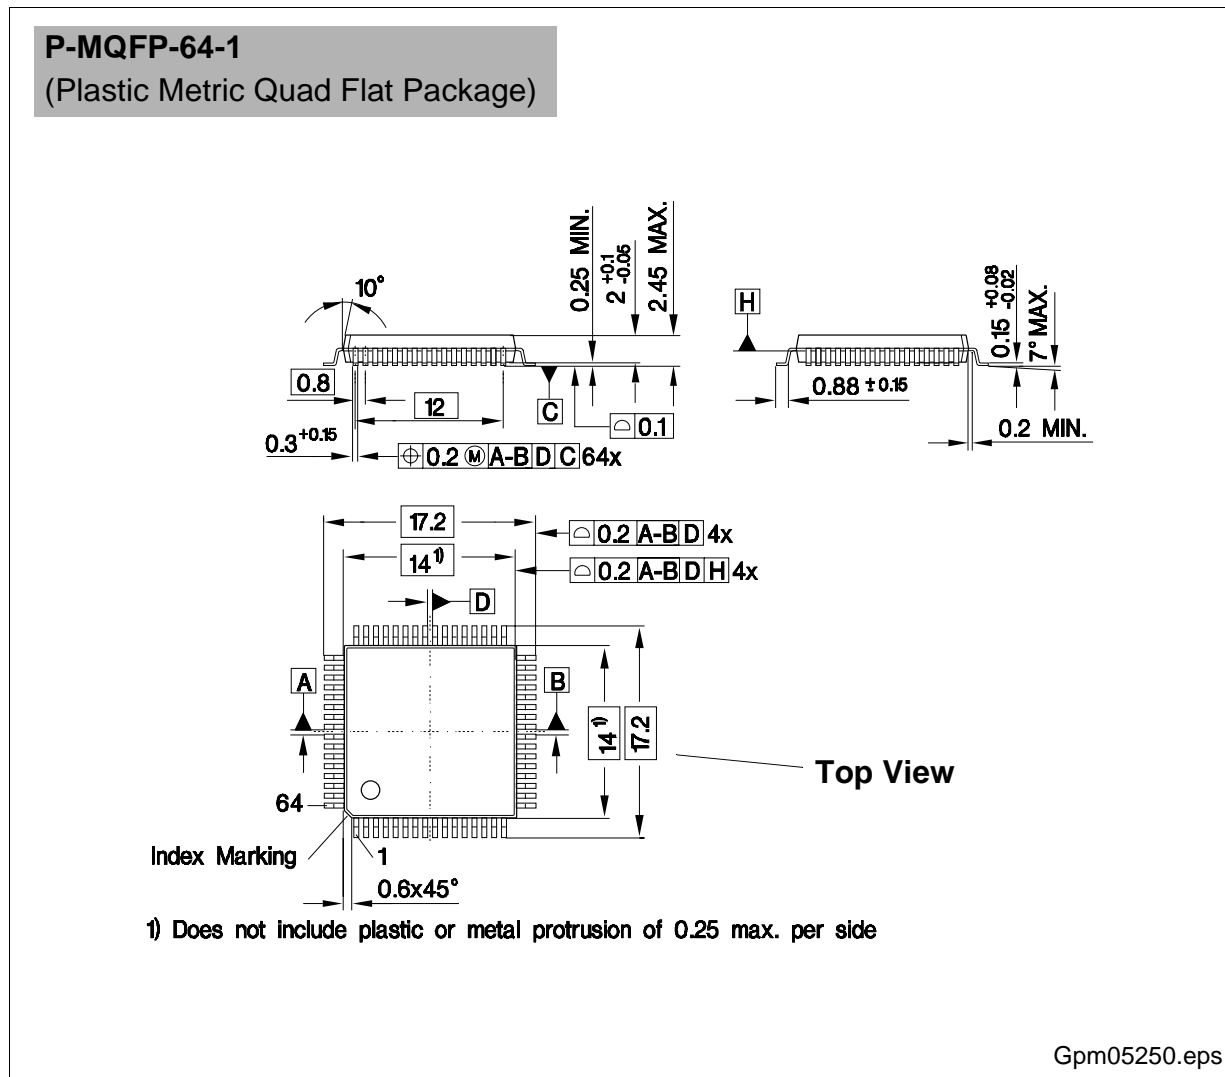 P-MQFP-64-1
(Plastic Metric Quad Flat Package)
10°
0.25 MIN.
2 +0.1 -0.05
2.45 MAX.
H
0.15 +0.08 -0.02
7° MAX.
0.8
12
C
0.1
0.88 ±0.15
0.3 +0.15
0.2 Ⓜ A-B D C 64x
0.2 MIN.
17.2
0.2 A-B D 4x
14 1)
0.2 A-B D H 4x
D
A
B
14 1)
17.2
Top View
64
Index Marking
1
0.6x45°
1) Does not include plastic or metal protrusion of 0.25 max. per side
Gpm05250.eps